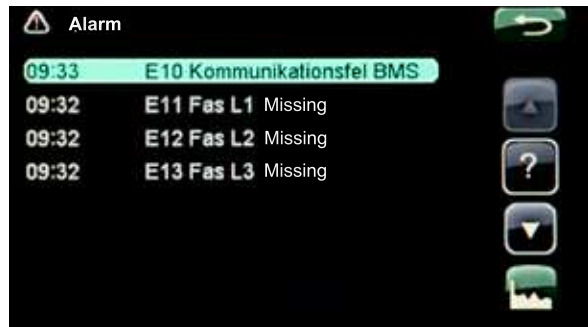 Alarm
09:33 E10 Kommunikationsfel BMS
09:32 E11 Fas L1 Missing
09:32 E12 Fas L2 Missing
09:32 E13 Fas L3 Missing
?